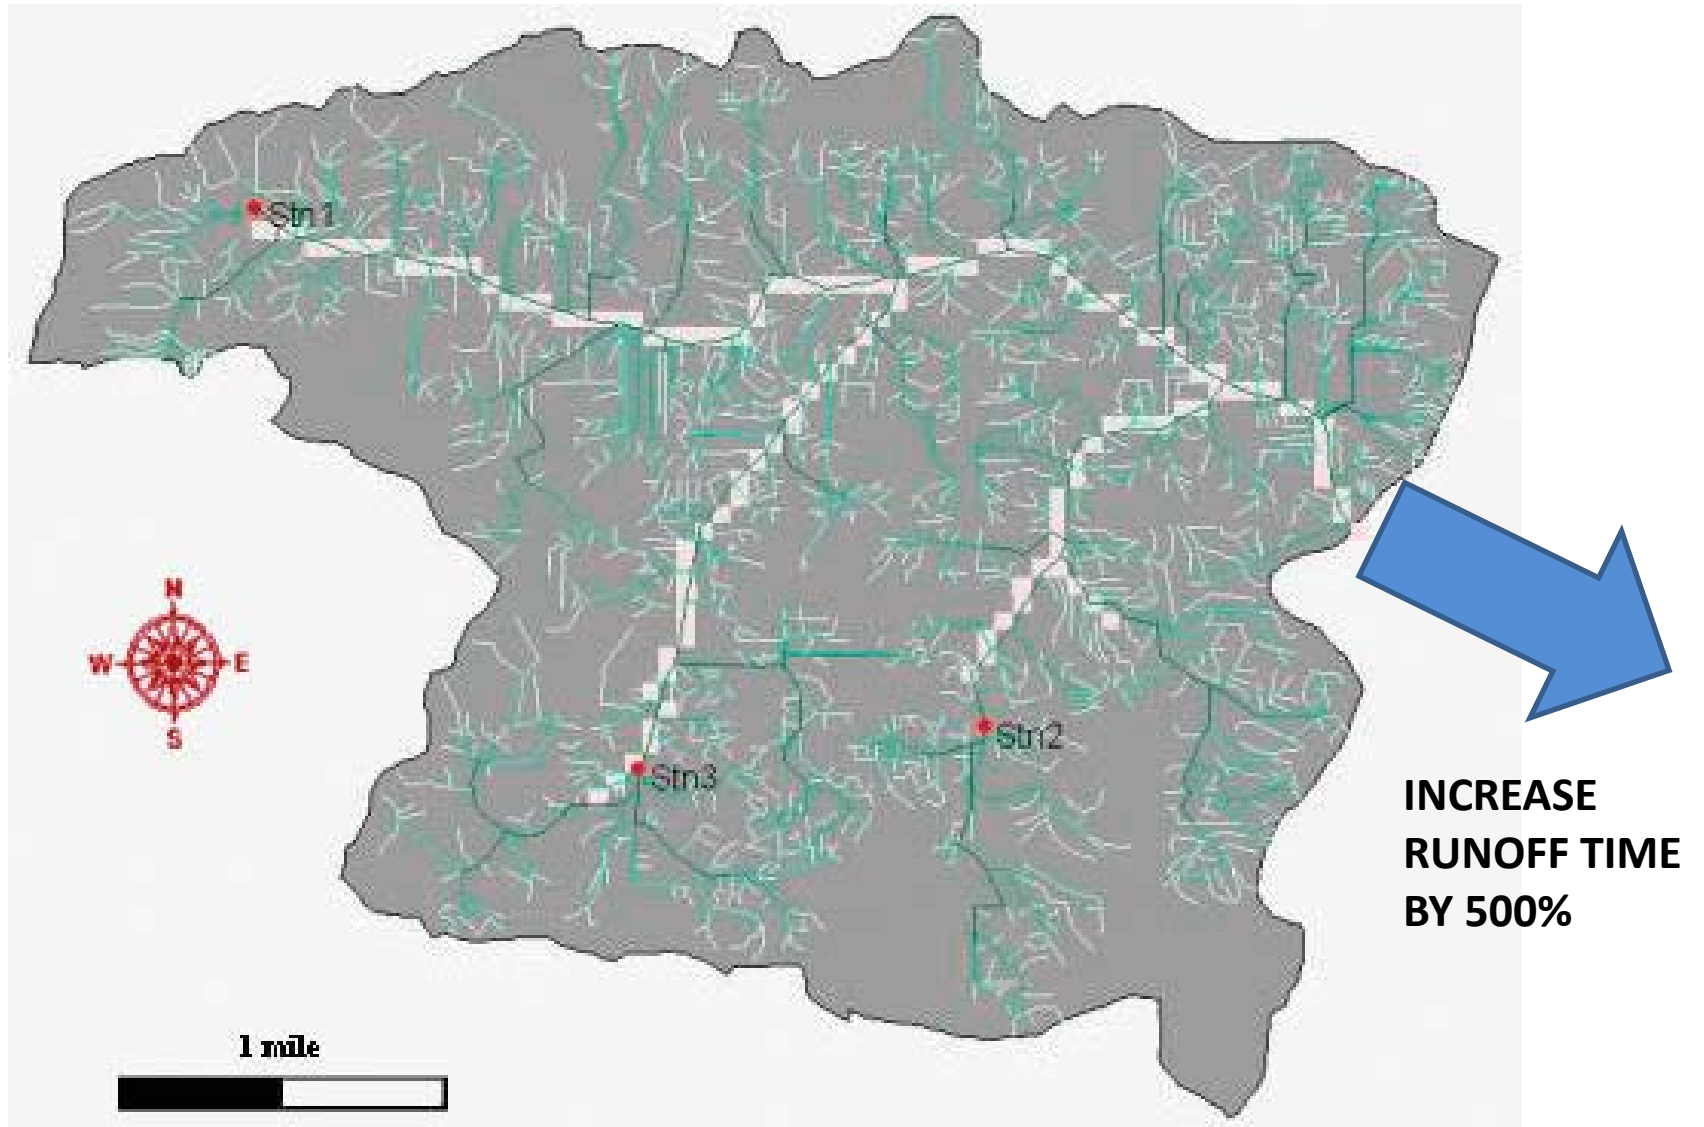 Stn1
N
W E
S
Stn2
Stn3
INCREASE
RUNOFF TIME
BY 500%
1 mile